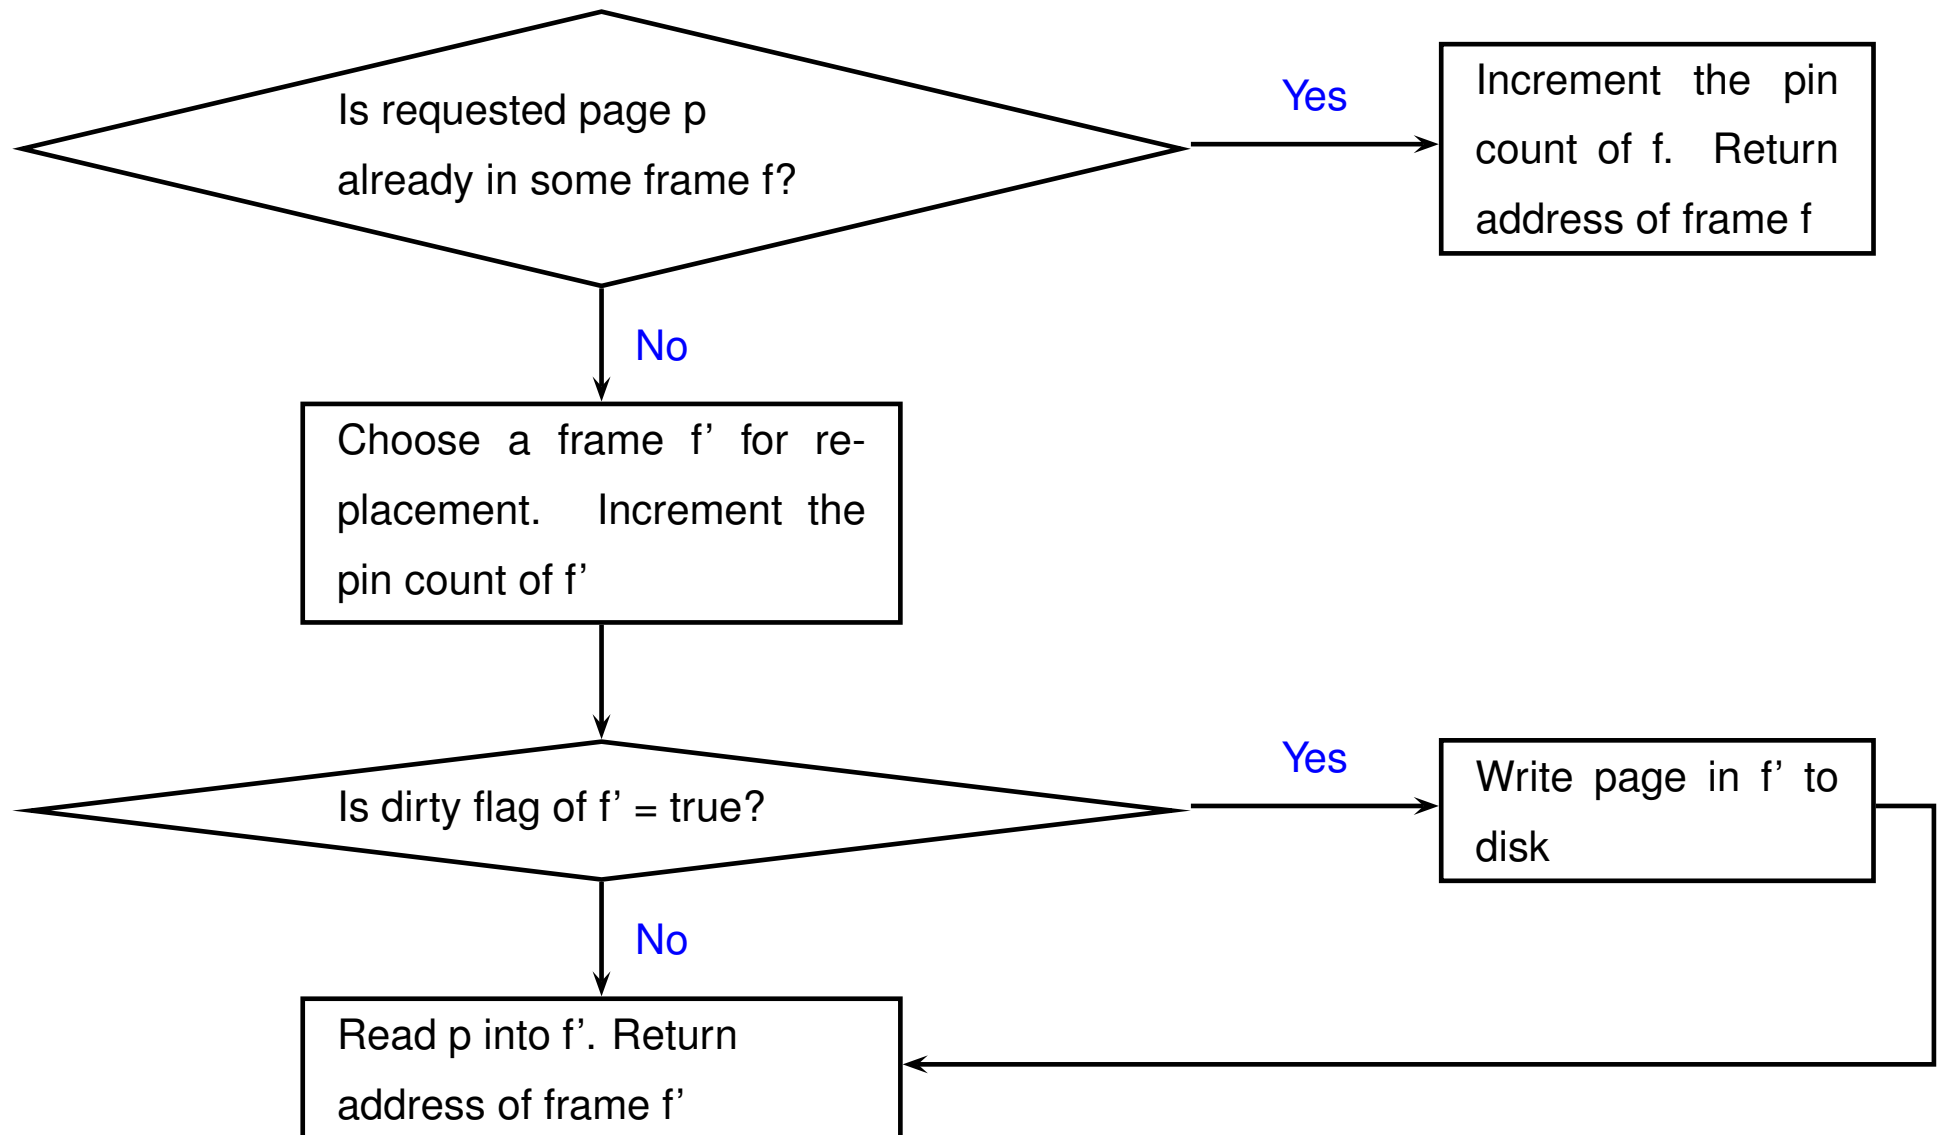 Is requested page p
already in some frame f?
Yes
Increment the pin
count of f. Return
address of frame f
No
Choose a frame f' for re-
placement. Increment the
pin count of f'
Is dirty flag of f' = true?
Yes
Write page in f' to
disk
No
Read p into f'. Return
address of frame f'